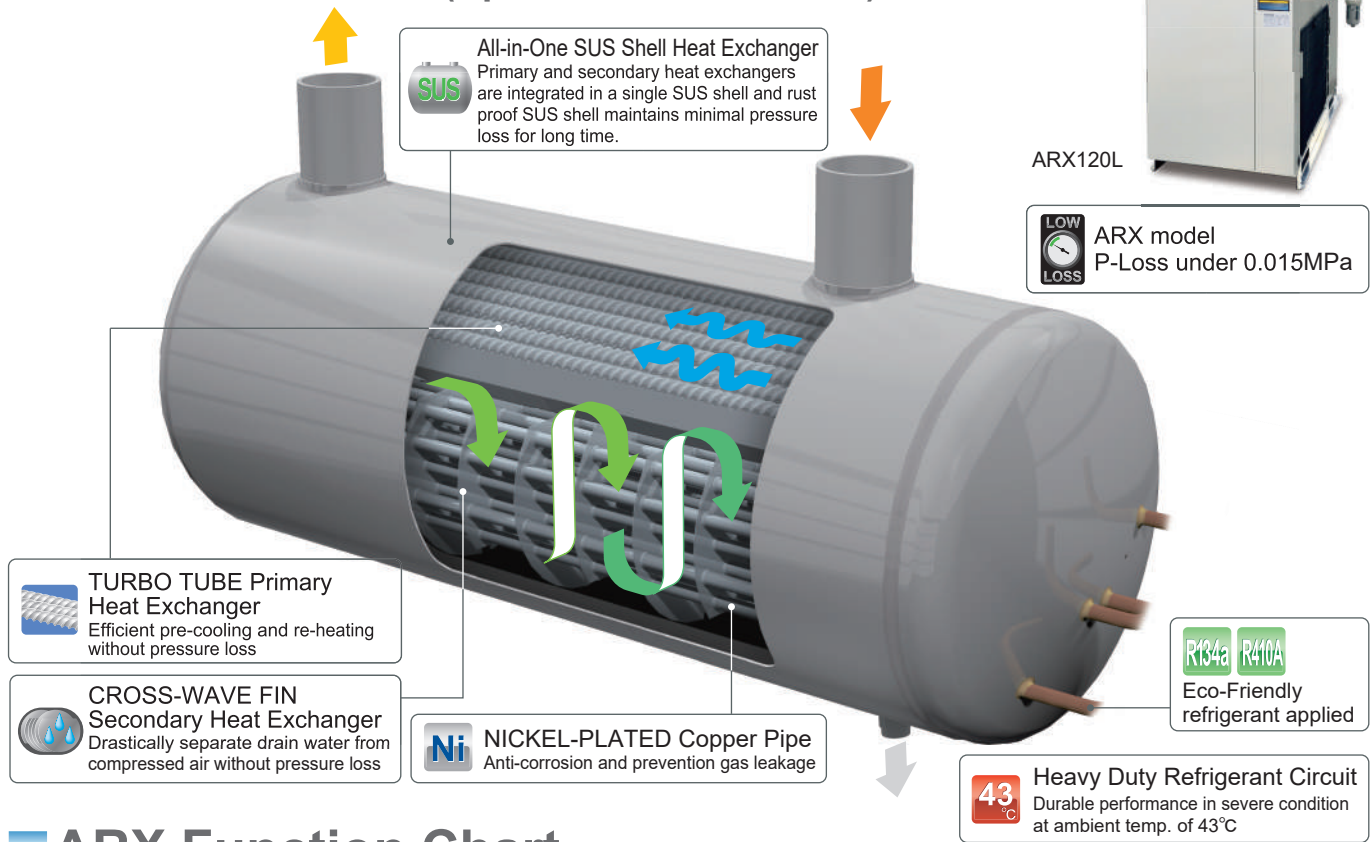 SUS
All-in-One SUS Shell Heat Exchanger
Primary and secondary heat exchangers
are integrated in a single SUS shell and rust
proof SUS shell maintains minimal pressure
loss for long time.
ARX120L
LOW
LOSS
ARX model
P-Loss under 0.015MPa
TURBO TUBE Primary
Heat Exchanger
Efficient pre-cooling and re-heating
without pressure loss
CROSS-WAVE FIN
Secondary Heat Exchanger
Drastically separate drain water from
compressed air without pressure loss
Ni
NICKEL-PLATED Copper Pipe
Anti-corrosion and prevention gas leakage
R134a R410A
Eco-Friendly
refrigerant applied
43
°C
Heavy Duty Refrigerant Circuit
Durable performance in severe condition
at ambient temp. of 43℃
ARX Function Chart